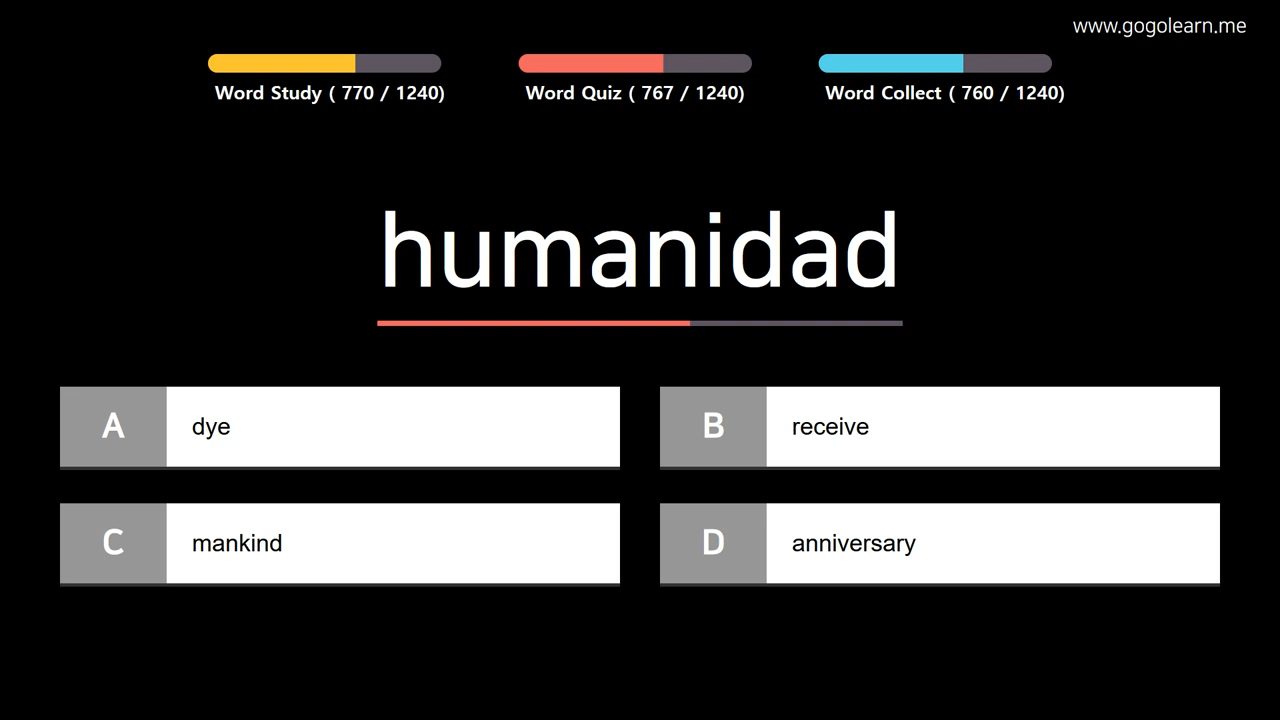 www.gogolearn.me
Word Study ( 770 / 1240)
Word Quiz ( 767 / 1240)
Word Collect ( 760 / 1240)
humanidad
A dye
B receive
C mankind
D anniversary